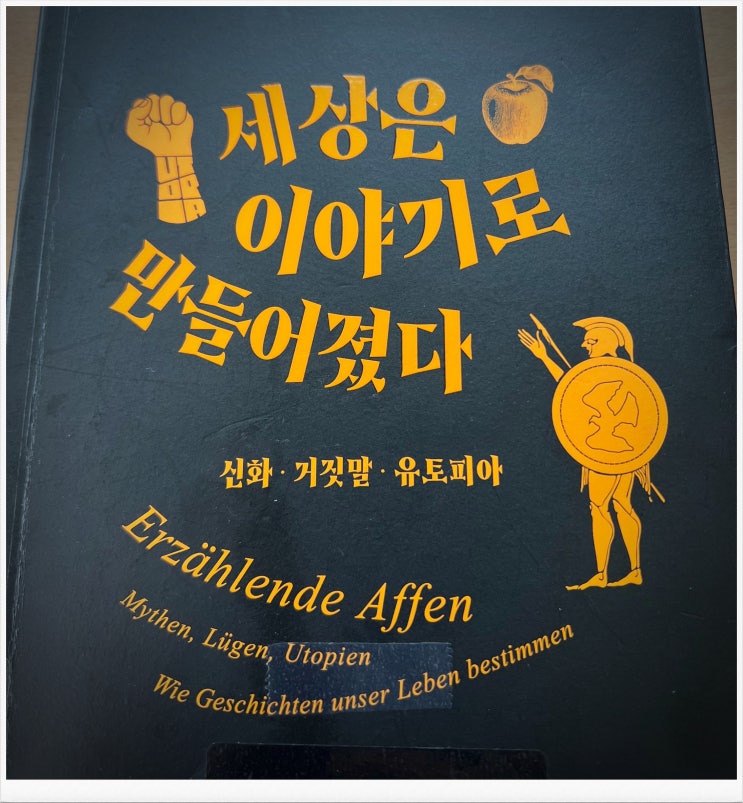 세상은
이야기로
만들어졌다
신화 · 거짓말 · 유토피아
Erzählende Affen
Mythen, Lügen, Utopien
Wie Geschichten unser Leben bestimmen